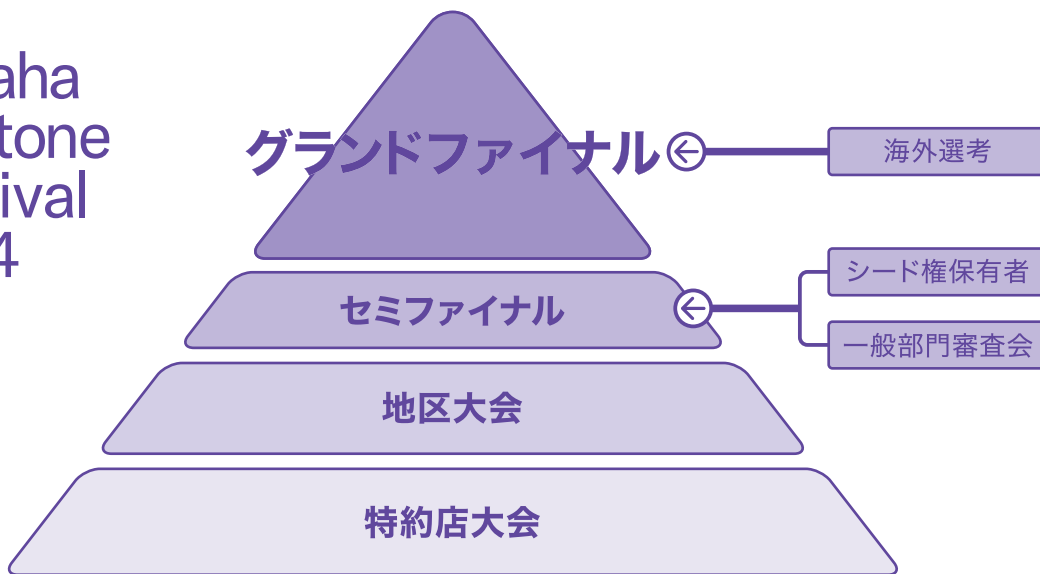 aha
tone
ival
4
グランドファイナル
海外選考
セミファイナル
シード権保有者
一般部門審査会
地区大会
特約店大会